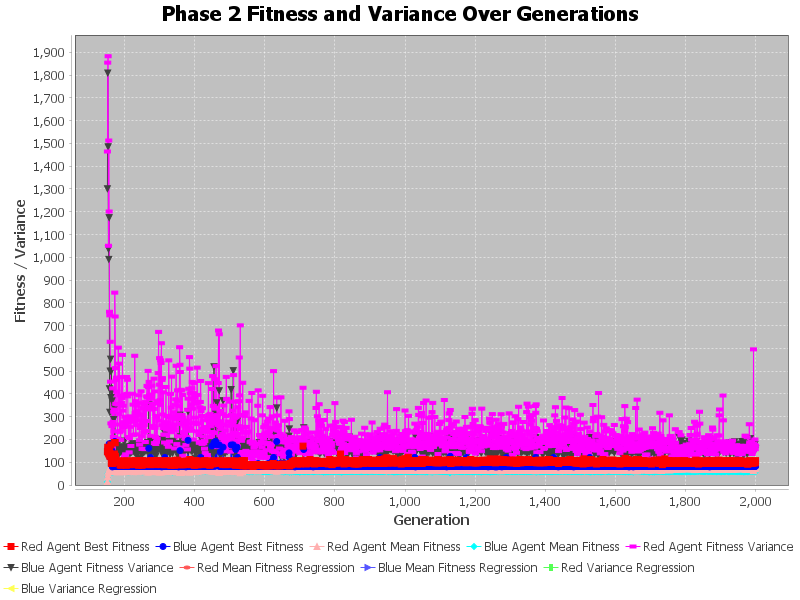 Phase 2 Fitness and Variance Over Generations
1,900
1,800
1,700
1,600
1,500
1,400
1,300
1,200
1,100
1,000
900
800
700
600
500
400
300
200
100
0
Fitness / Variance
200 400 600 800 1,000 1,200 1,400 1,600 1,800 2,000
Generation
Red Agent Best Fitness Blue Agent Best Fitness Red Agent Mean Fitness Blue Agent Mean Fitness Red Agent Fitness Variance
Blue Agent Fitness Variance Red Mean Fitness Regression Blue Mean Fitness Regression Red Variance Regression
Blue Variance Regression